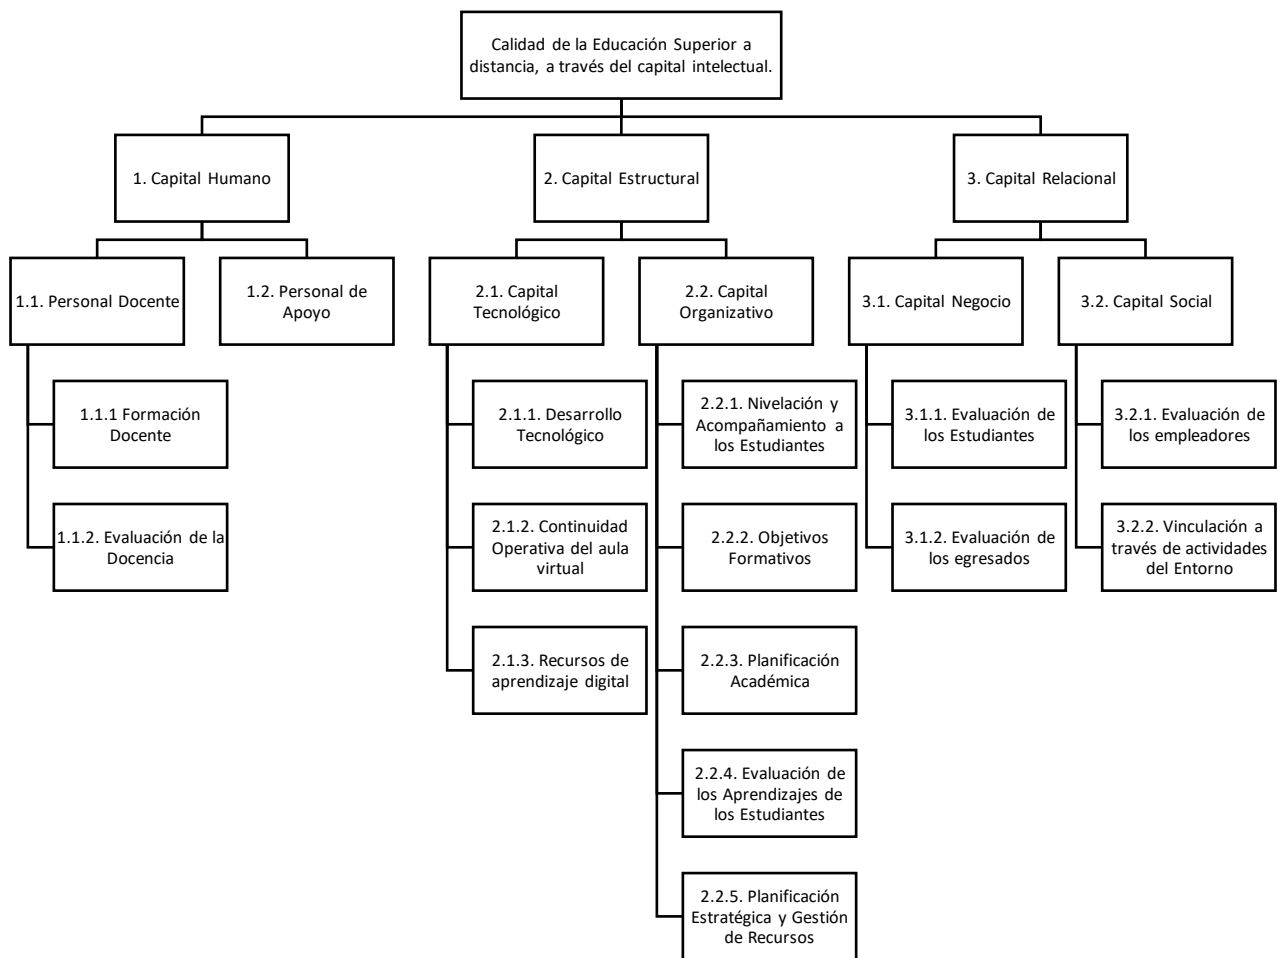 Calidad de la Educación Superior a
distancia, a través del capital intelectual.
1. Capital Humano
2. Capital Estructural
3. Capital Relacional
1.1. Personal Docente
1.2. Personal de
Apoyo
2.1. Capital
Tecnológico
2.2. Capital
Organizativo
3.1. Capital Negocio
3.2. Capital Social
1.1.1 Formación
Docente
2.1.1. Desarrollo
Tecnológico
2.2.1. Nivelación y
Acompañamiento a
los Estudiantes
3.1.1. Evaluación de
los Estudiantes
3.2.1. Evaluación de
los empleadores
1.1.2. Evaluación de la
Docencia
2.1.2. Continuidad
Operativa del aula
virtual
2.2.2. Objetivos
Formativos
3.1.2. Evaluación de
los egresados
3.2.2. Vinculación a
través de actividades
del Entorno
2.1.3. Recursos de
aprendizaje digital
2.2.3. Planificación
Académica
2.2.4. Evaluación de
los Aprendizajes de
los Estudiantes
2.2.5. Planificación
Estratégica y Gestión
de Recursos